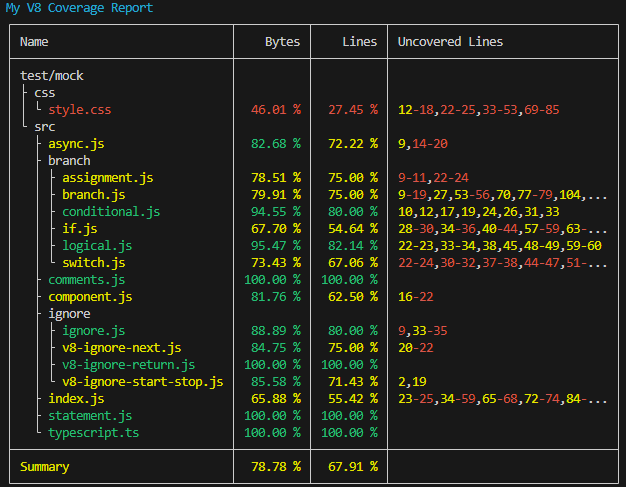 My V8 Coverage Report
Name Bytes Lines Uncovered Lines
test/mock
css
style.css 46.01 % 27.45 % 12-18,22-25,33-53,69-85
src
async.js 82.68 % 72.22 % 9,14-20
branch
assignment.js 78.51 % 75.00 % 9-11,22-24
branch.js 79.91 % 75.00 % 9-19,27,53-56,70,77-79,104,...
conditional.js 94.55 % 80.00 % 10,12,17,19,24,26,31,33
if.js 67.70 % 54.64 % 28-30,34-36,40-44,57-59,63-...
logical.js 95.47 % 82.14 % 22-23,33-34,38,45,48-49,59-60
switch.js 73.43 % 67.06 % 22-24,30-32,37-38,44-47,51-...
comments.js 100.00 % 100.00 %
component.js 81.76 % 62.50 % 16-22
ignore
ignore.js 88.89 % 80.00 % 9,33-35
v8-ignore-next.js 84.75 % 75.00 % 20-22
v8-ignore-return.js 100.00 % 100.00 %
v8-ignore-start-stop.js 85.58 % 71.43 % 2,19
index.js 65.88 % 55.42 % 23-25,34-59,65-68,72-74,84-...
statement.js 100.00 % 100.00 %
typescript.ts 100.00 % 100.00 %
Summary 78.78 % 67.91 %